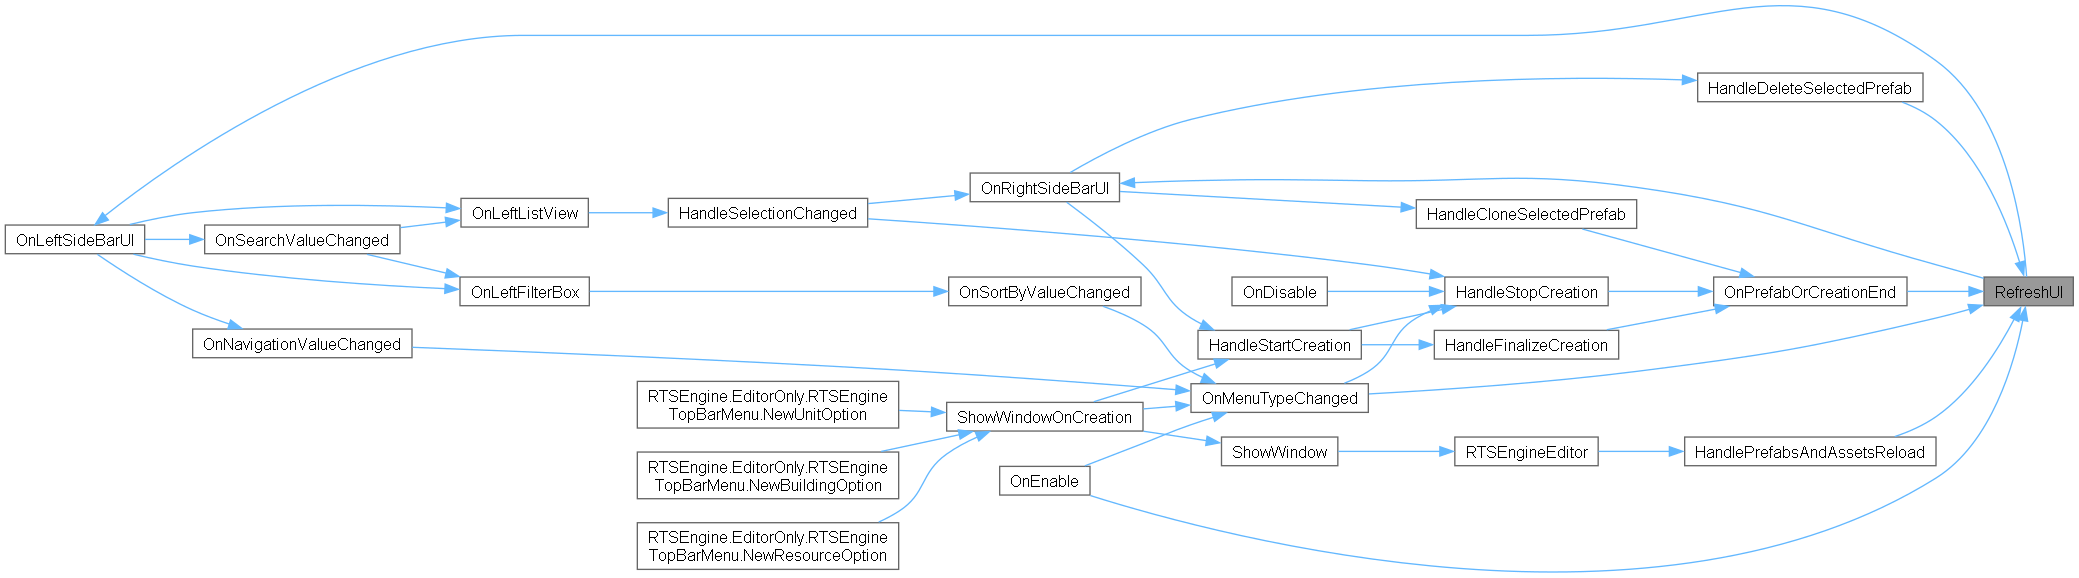 HandleDeleteSelectedPrefab
OnRightSideBarUI
OnLeftListView
HandleSelectionChanged
HandleCloneSelectedPrefab
OnLeftSideBarUI
OnSearchValueChanged
OnLeftFilterBox
OnSortByValueChanged
OnDisable
HandleStopCreation
OnPrefabOrCreationEnd
RefreshUI
OnNavigationValueChanged
HandleStartCreation
HandleFinalizeCreation
RTSEngine.EditorOnly.RTSEngine
TopBarMenu.NewUnitOption
ShowWindowOnCreation
OnMenuTypeChanged
ShowWindow
RTSEngineEditor
HandlePrefabsAndAssetsReload
RTSEngine.EditorOnly.RTSEngine
TopBarMenu.NewBuildingOption
OnEnable
RTSEngine.EditorOnly.RTSEngine
TopBarMenu.NewResourceOption